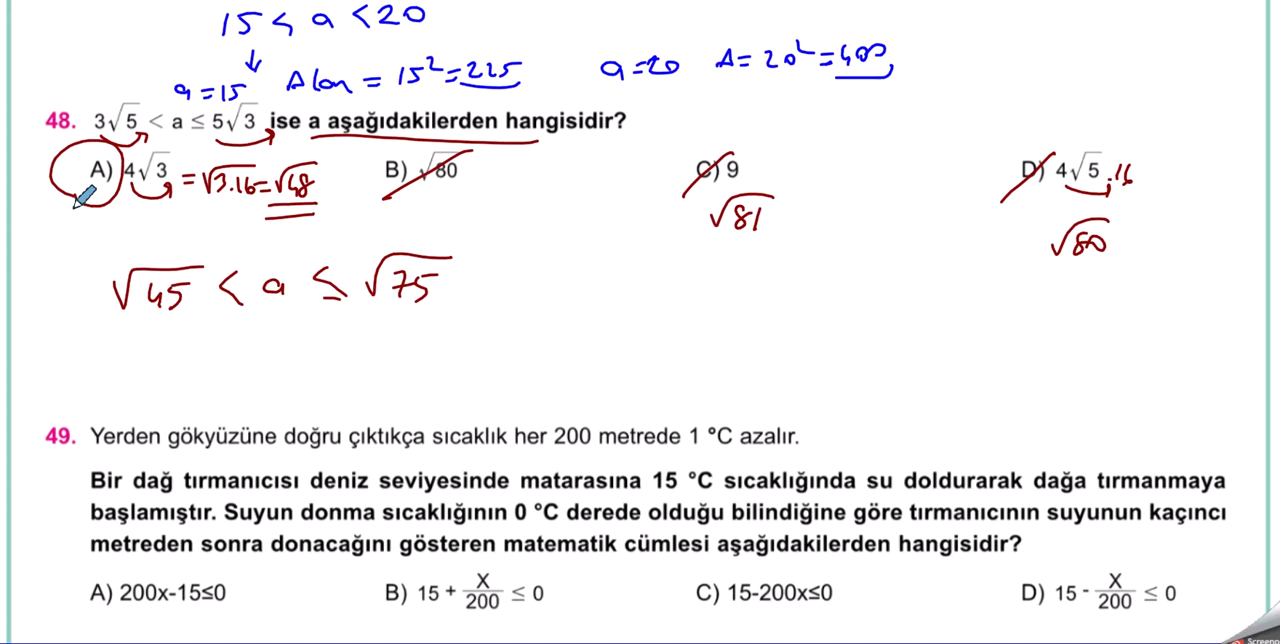 15 < a < 20
↓
a = 15 Alan = 15² = 225 a = 20 A = 20² = 400
48. 3√5 < a ≤ 5√3 ise a aşağıdakilerden hangisidir?
A) 4√3 = √3.16 = √48 B) √80 C) 9 D) 4√5 .16
√81 √80
√45 < a ≤ √75
49. Yerden gökyüzüne doğru çıktıkça sıcaklık her 200 metrede 1 °C azalır.
Bir dağ tırmanıcısı deniz seviyesinde matarasına 15 °C sıcaklığında su doldurarak dağa tırmanmaya
başlamıştır. Suyun donma sıcaklığının 0 °C derede olduğu bilindiğine göre tırmanıcının suyunun kaçıncı
metreden sonra donacağını gösteren matematik cümlesi aşağıdakilerden hangisidir?
A) 200x-15≤0 B) 15 + X/200 ≤ 0 C) 15-200x≤0 D) 15 - X/200 ≤ 0